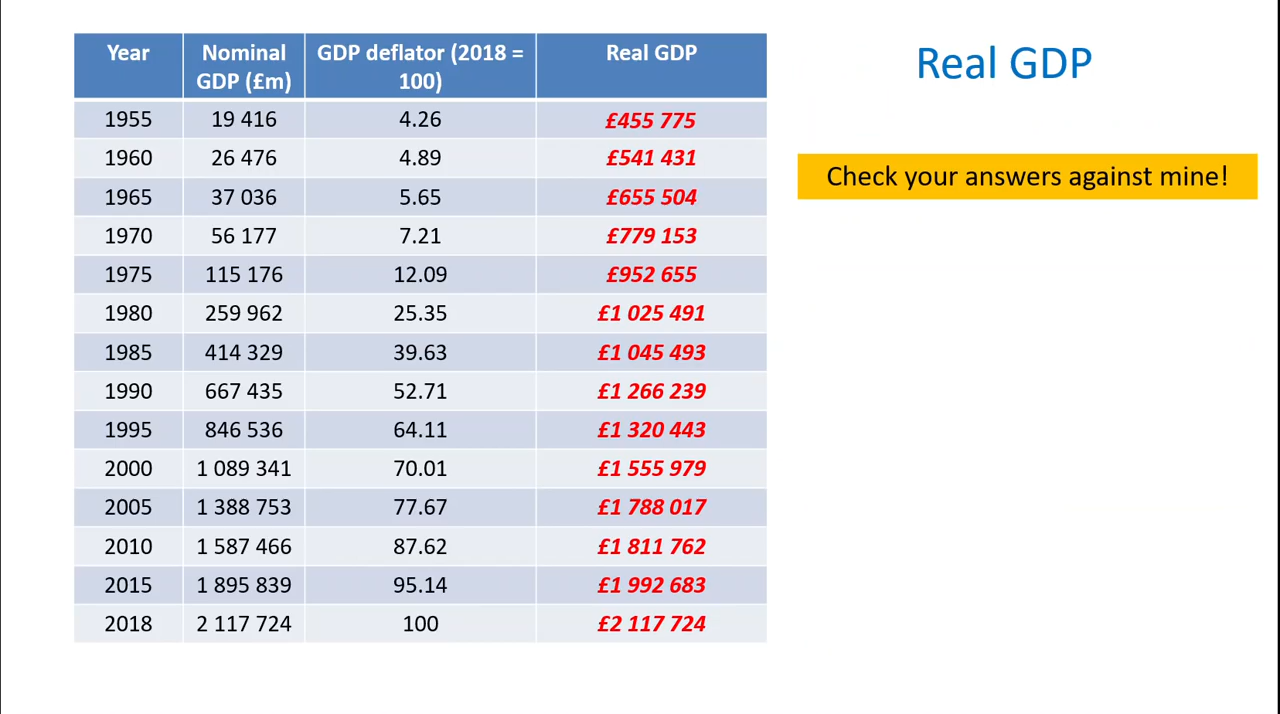 Year Nominal GDP deflator (2018 = Real GDP
GDP (£m) 100)
1955 19 416 4.26 £455 775
1960 26 476 4.89 £541 431
1965 37 036 5.65 £655 504
1970 56 177 7.21 £779 153
1975 115 176 12.09 £952 655
1980 259 962 25.35 £1 025 491
1985 414 329 39.63 £1 045 493
1990 667 435 52.71 £1 266 239
1995 846 536 64.11 £1 320 443
2000 1 089 341 70.01 £1 555 979
2005 1 388 753 77.67 £1 788 017
2010 1 587 466 87.62 £1 811 762
2015 1 895 839 95.14 £1 992 683
2018 2 117 724 100 £2 117 724
Real GDP
Check your answers against mine!